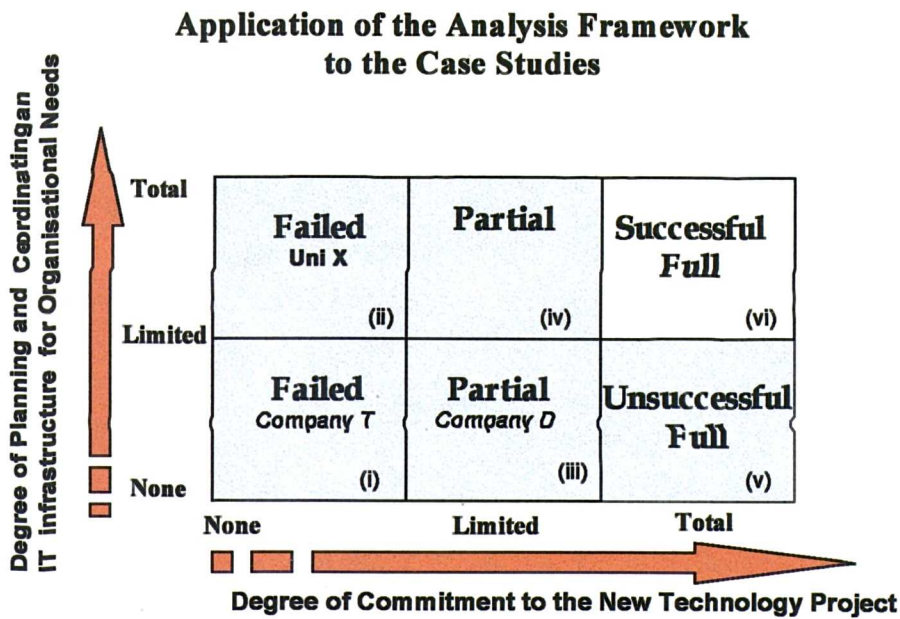 Application of the Analysis Framework
to the Case Studies
Degree of Planning and Coordinatingan
IT infrastructure for Organisational Needs
Total
Limited
None
Failed
Uni X
(ii)
Partial
(iv)
Successful
Full
(vi)
Failed
Company T
(i)
Partial
Company D
(iii)
Unsuccessful
Full
(v)
None
Limited
Total
Degree of Commitment to the New Technology Project